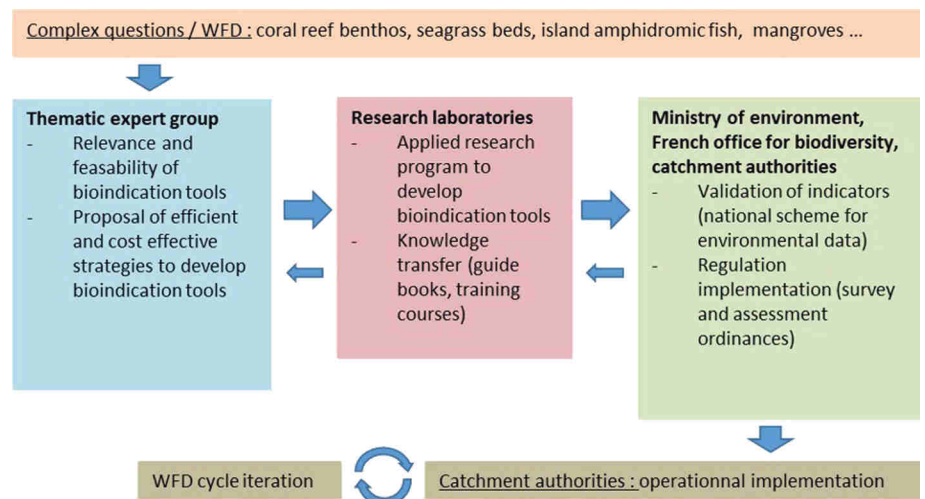 Complex questions / WFD : coral reef benthos, seagrass beds, island amphidromic fish, mangroves ...
Thematic expert group
- Relevance and
feasability of
bioindication tools
- Proposal of efficient
and cost effective
strategies to develop
bioindication tools
Research laboratories
- Applied research
program to
develop
bioindication tools
- Knowledge
transfer (guide
books, training
courses)
Ministry of environment,
French office for biodiversity,
catchment authorities
- Validation of indicators
(national scheme for
environmental data)
- Regulation
implementation (survey
and assessment
ordinances)
WFD cycle iteration
Catchment authorities : operationnal implementation